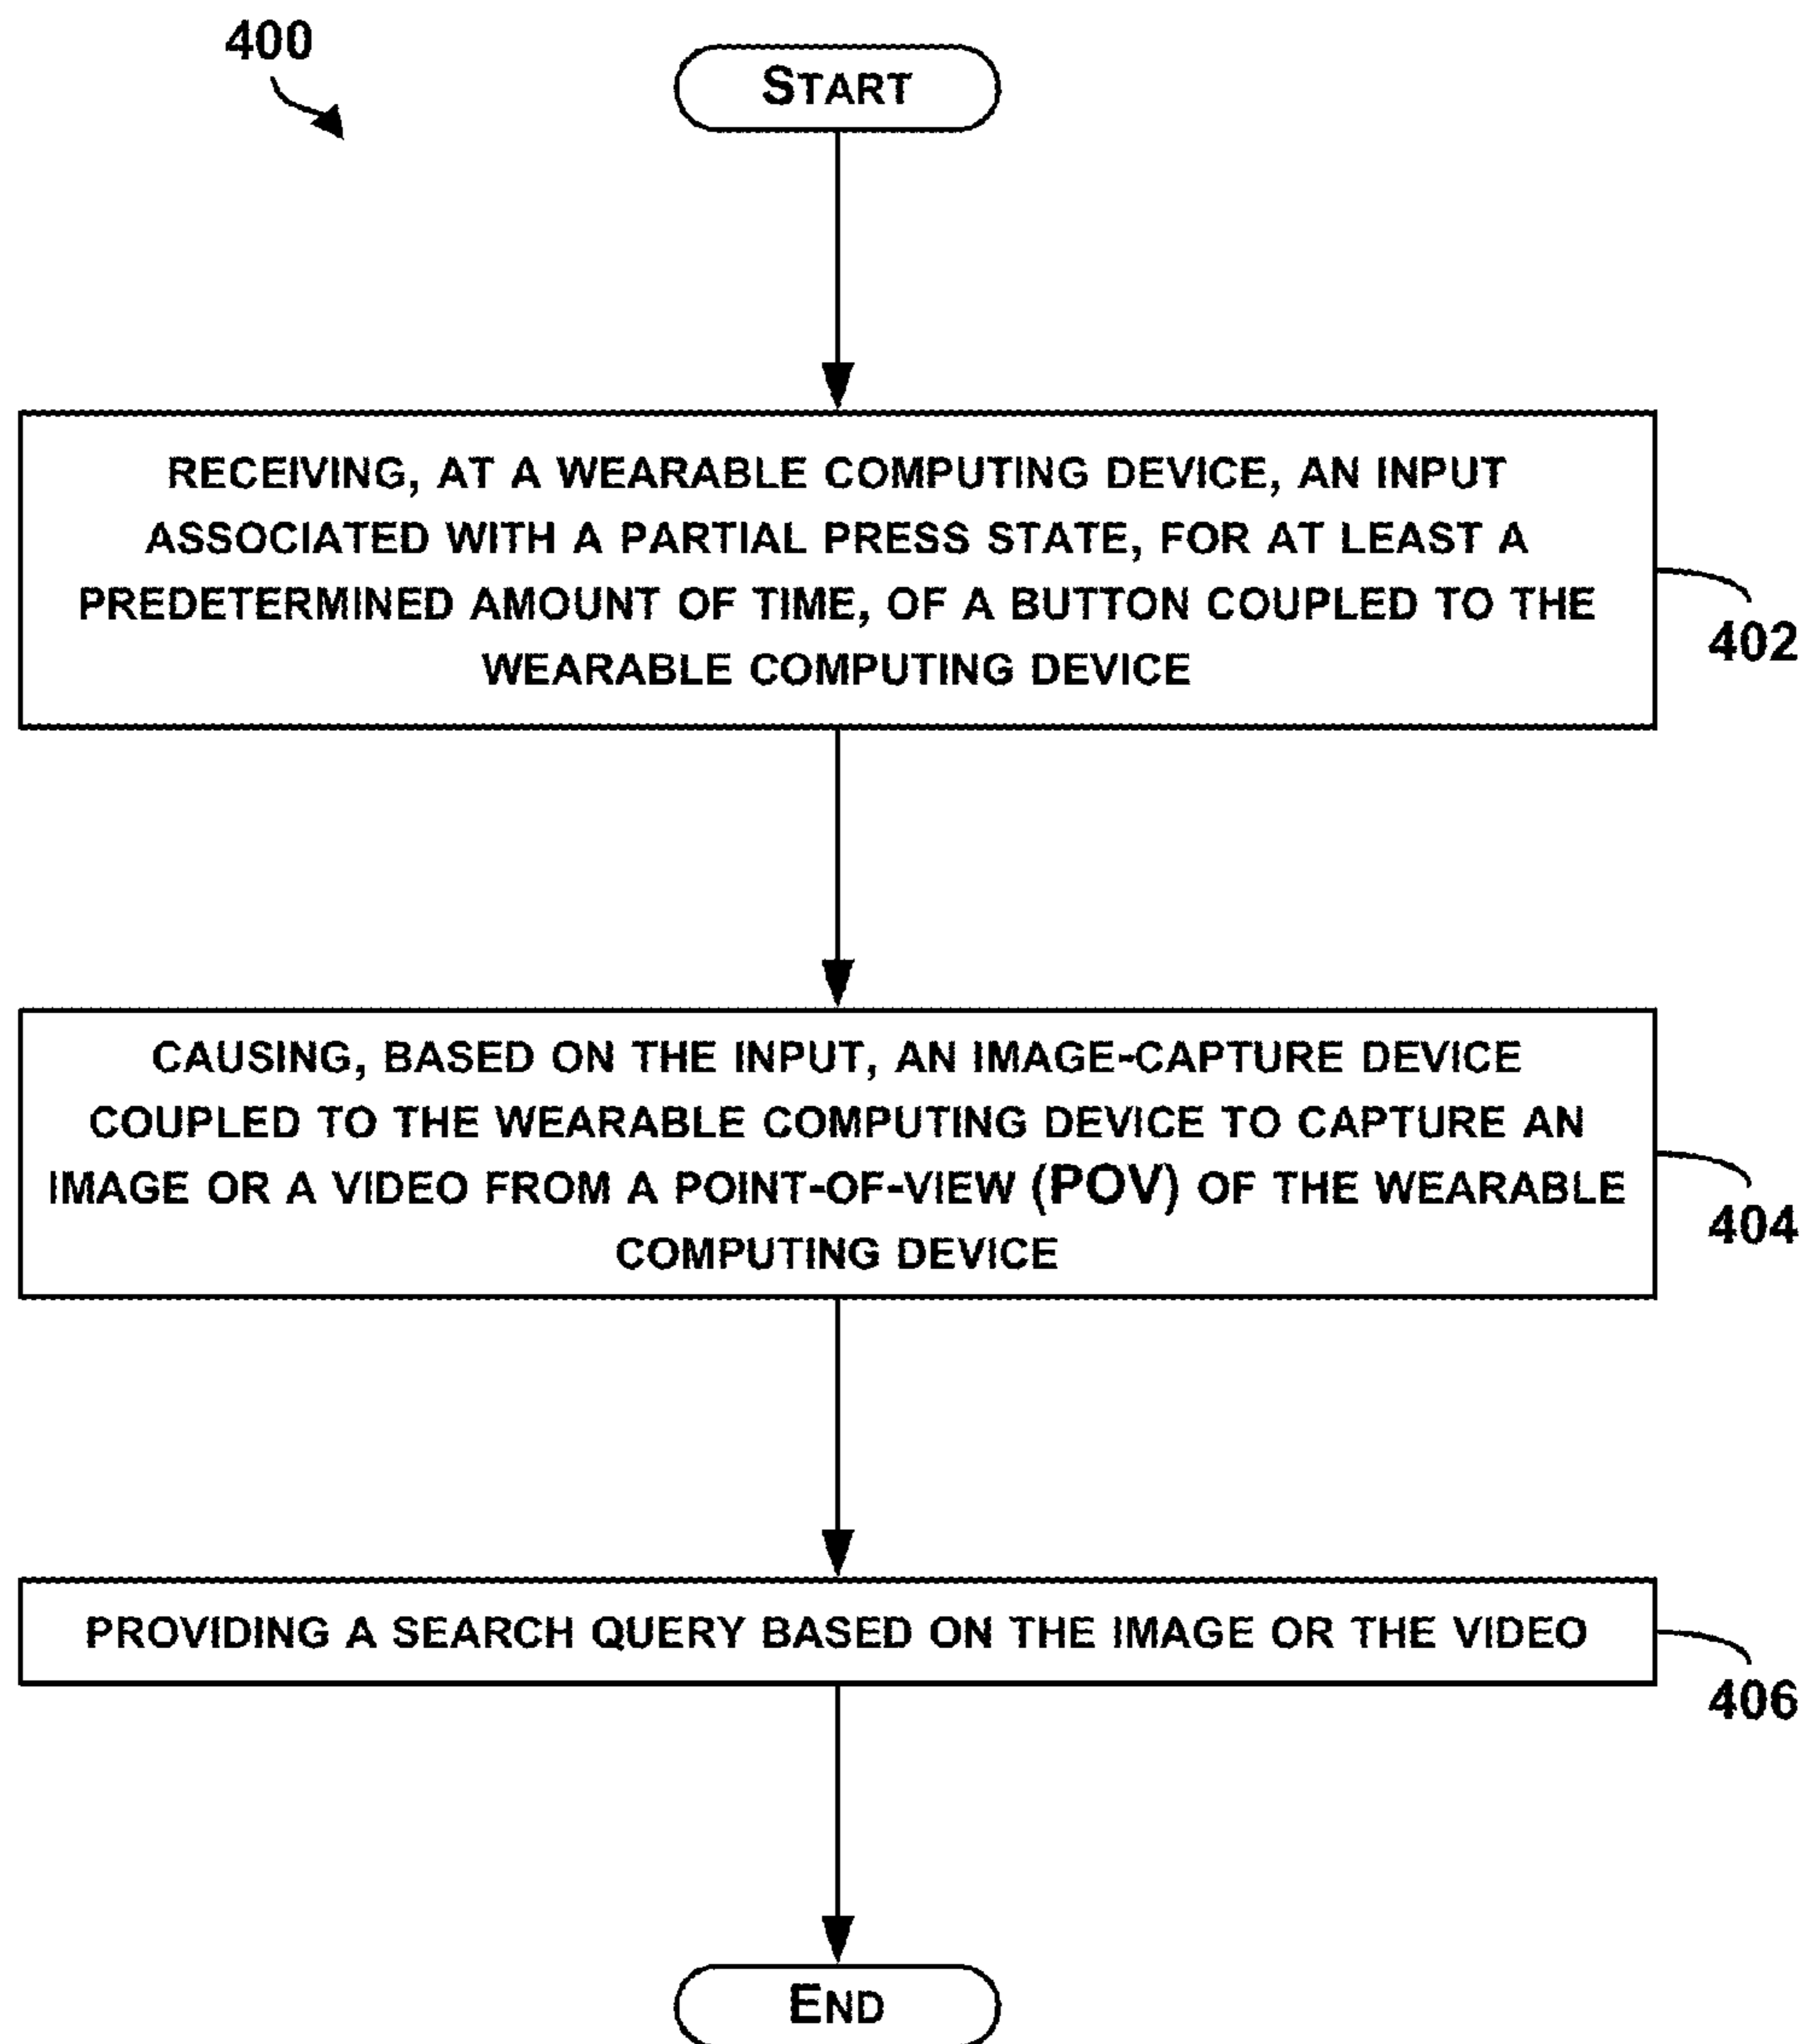 400
START
RECEIVING, AT A WEARABLE COMPUTING DEVICE, AN INPUT
ASSOCIATED WITH A PARTIAL PRESS STATE, FOR AT LEAST A
PREDETERMINED AMOUNT OF TIME, OF A BUTTON COUPLED TO THE
WEARABLE COMPUTING DEVICE
402
CAUSING, BASED ON THE INPUT, AN IMAGE-CAPTURE DEVICE
COUPLED TO THE WEARABLE COMPUTING DEVICE TO CAPTURE AN
IMAGE OR A VIDEO FROM A POINT-OF-VIEW (POV) OF THE WEARABLE
COMPUTING DEVICE
404
PROVIDING A SEARCH QUERY BASED ON THE IMAGE OR THE VIDEO
406
END